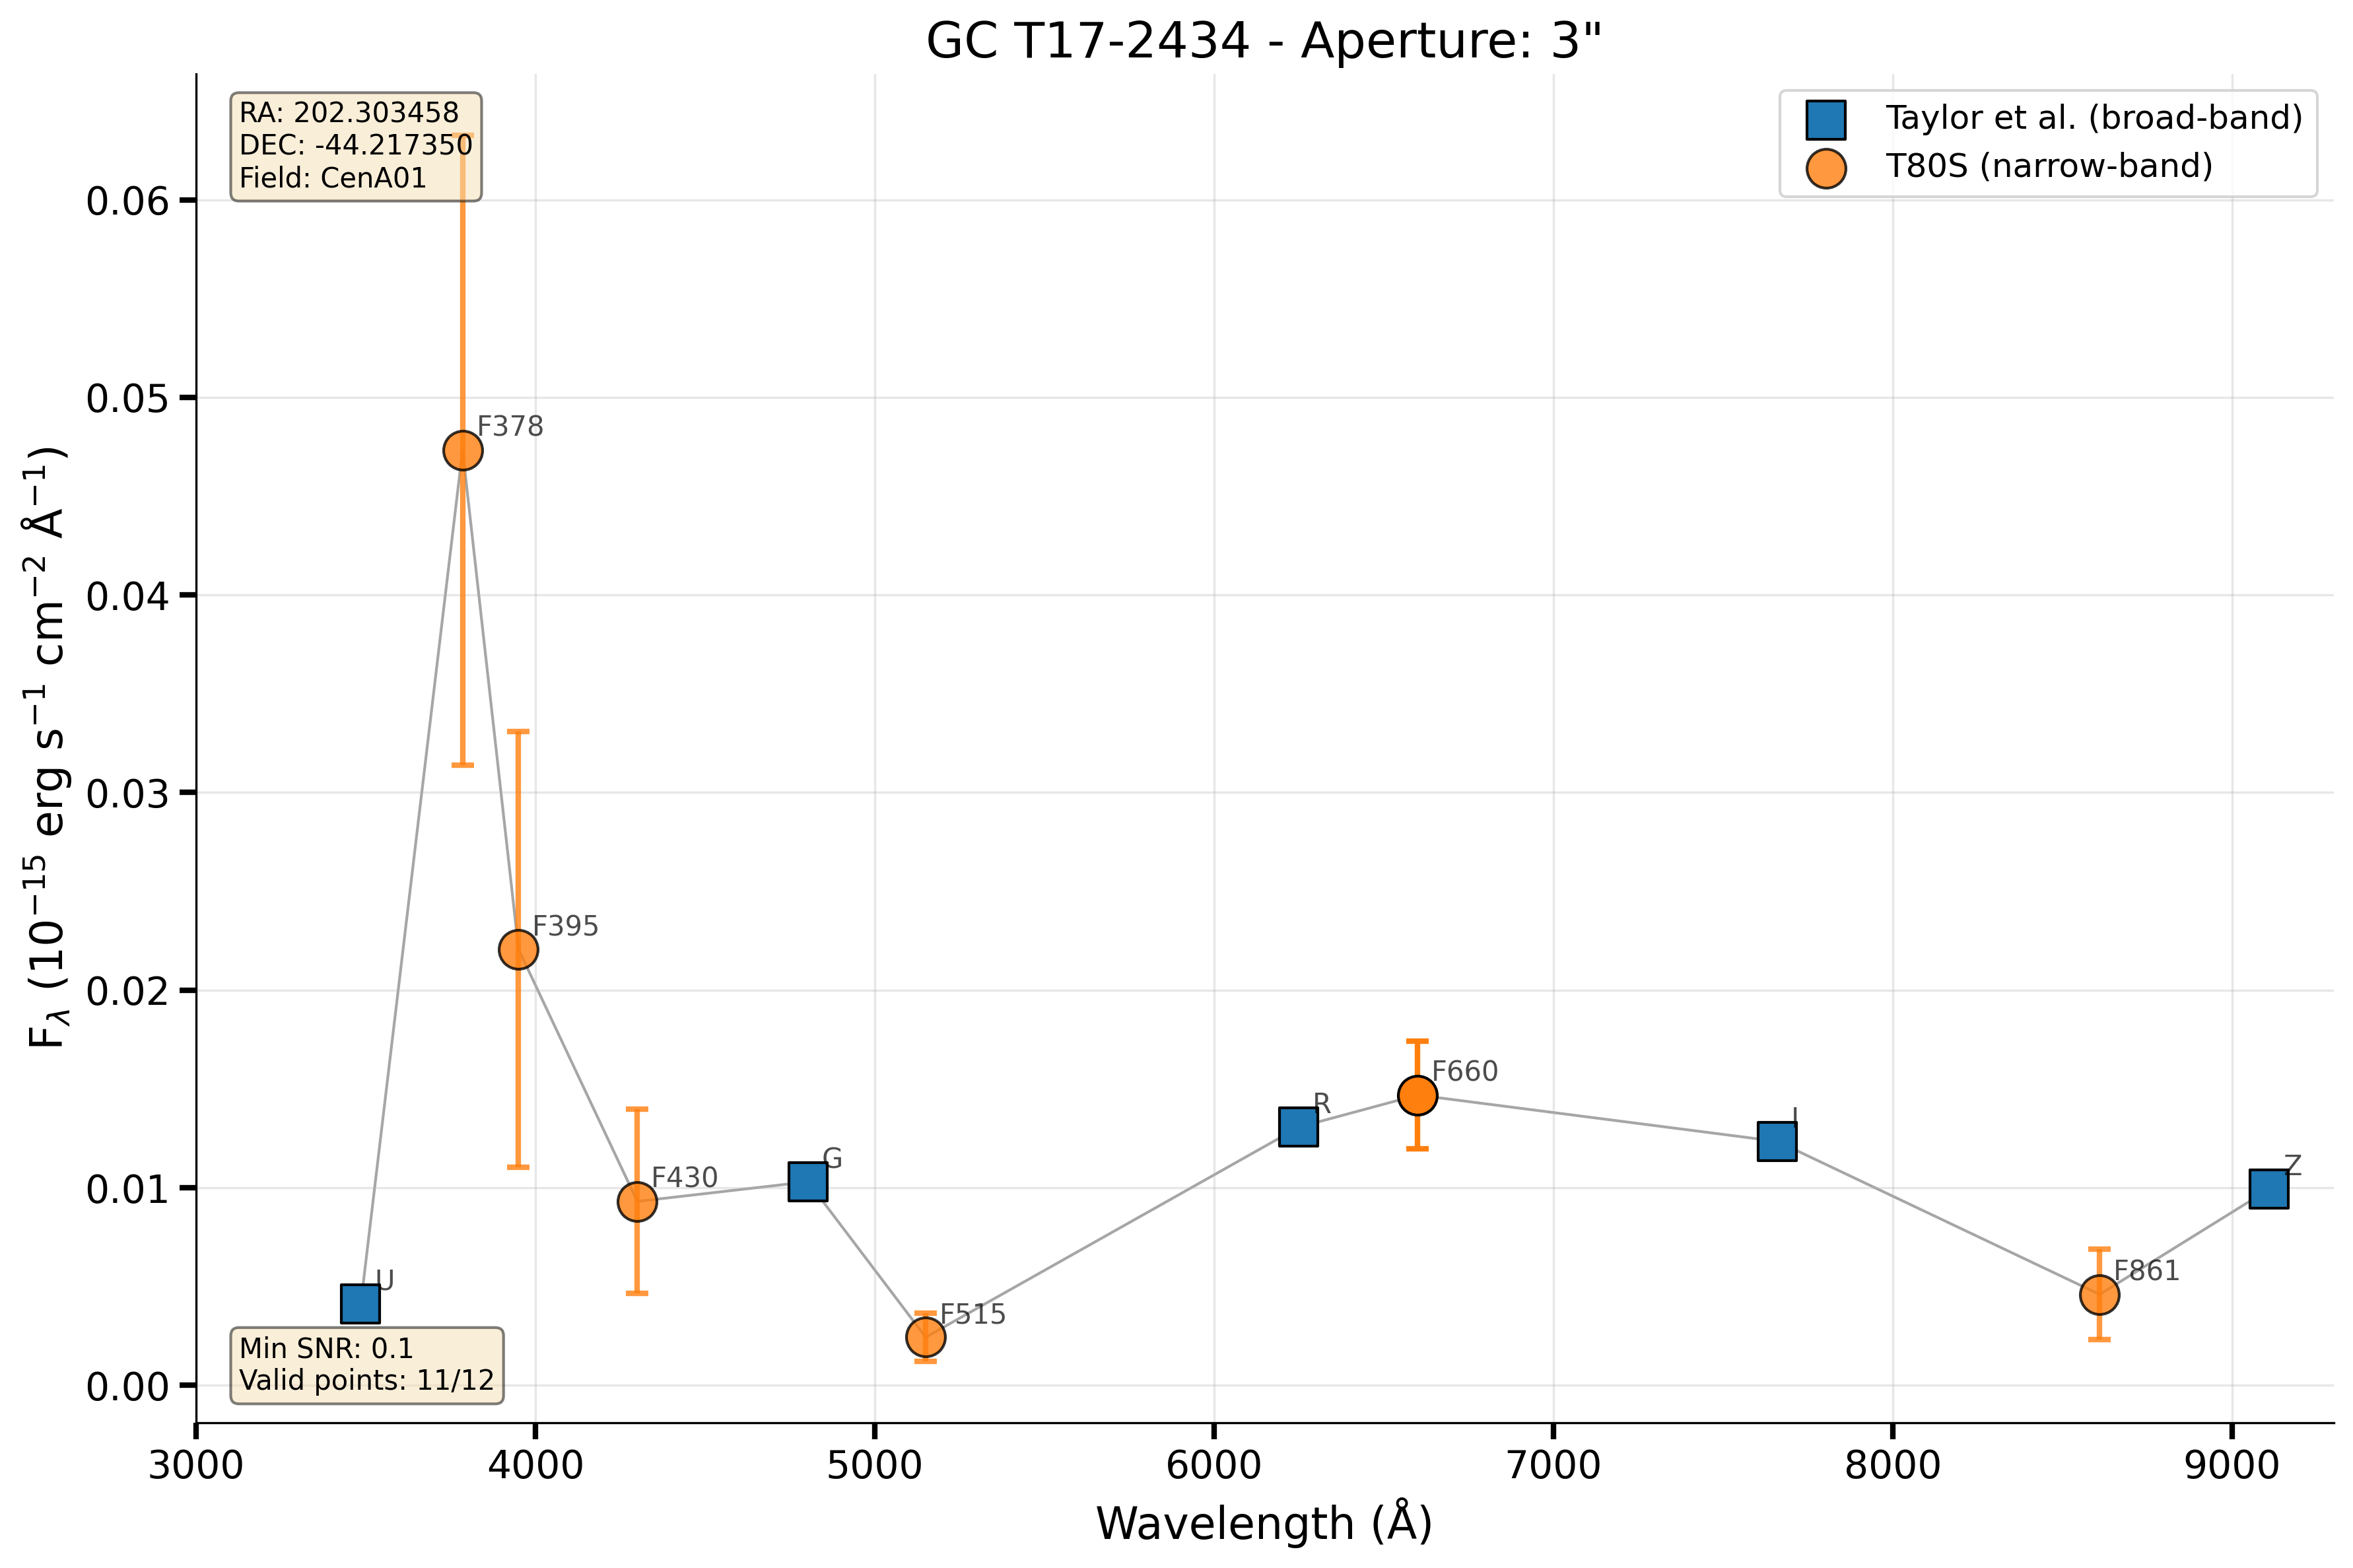 GC T17-2434 - Aperture: 3"
RA: 202.303458
DEC: -44.217350
Field: CenA01
Taylor et al. (broad-band)
T80S (narrow-band)
F$_{λ}$ (10$^{−15}$ erg s$^{−1}$ cm$^{−2}$ Å$^{−1}$)
0.06
0.05
0.04
0.03
0.02
0.01
0.00
F378
F395
F430
F515
F660
F861
U
G
R
I
Z
Min SNR: 0.1
Valid points: 11/12
3000 4000 5000 6000 7000 8000 9000
Wavelength (Å)